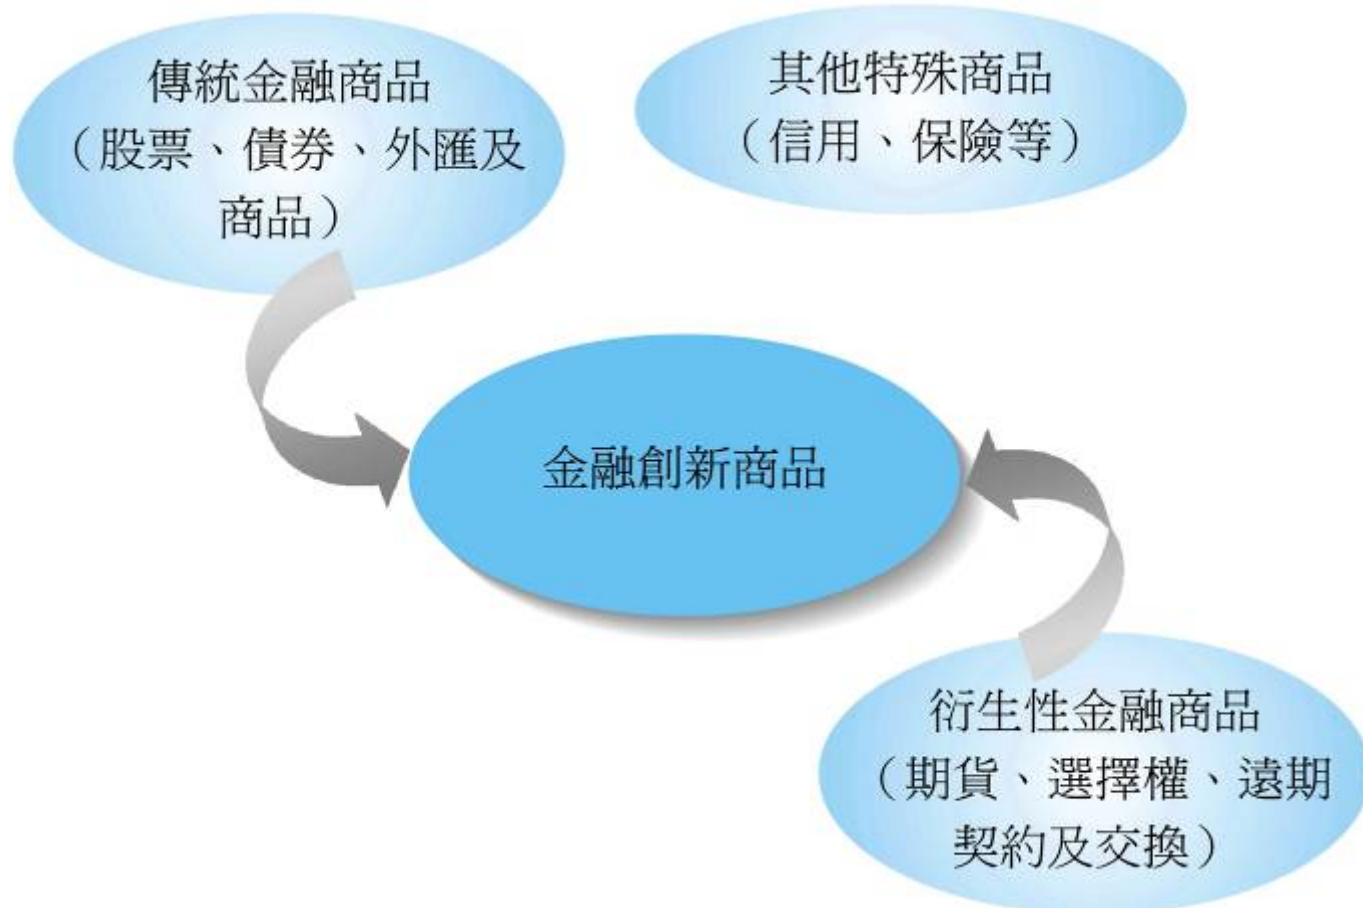 傳統金融商品
（股票、債券、外匯及
商品）
其他特殊商品
（信用、保險等）
金融創新商品
衍生性金融商品
（期貨、選擇權、遠期
契約及交換）